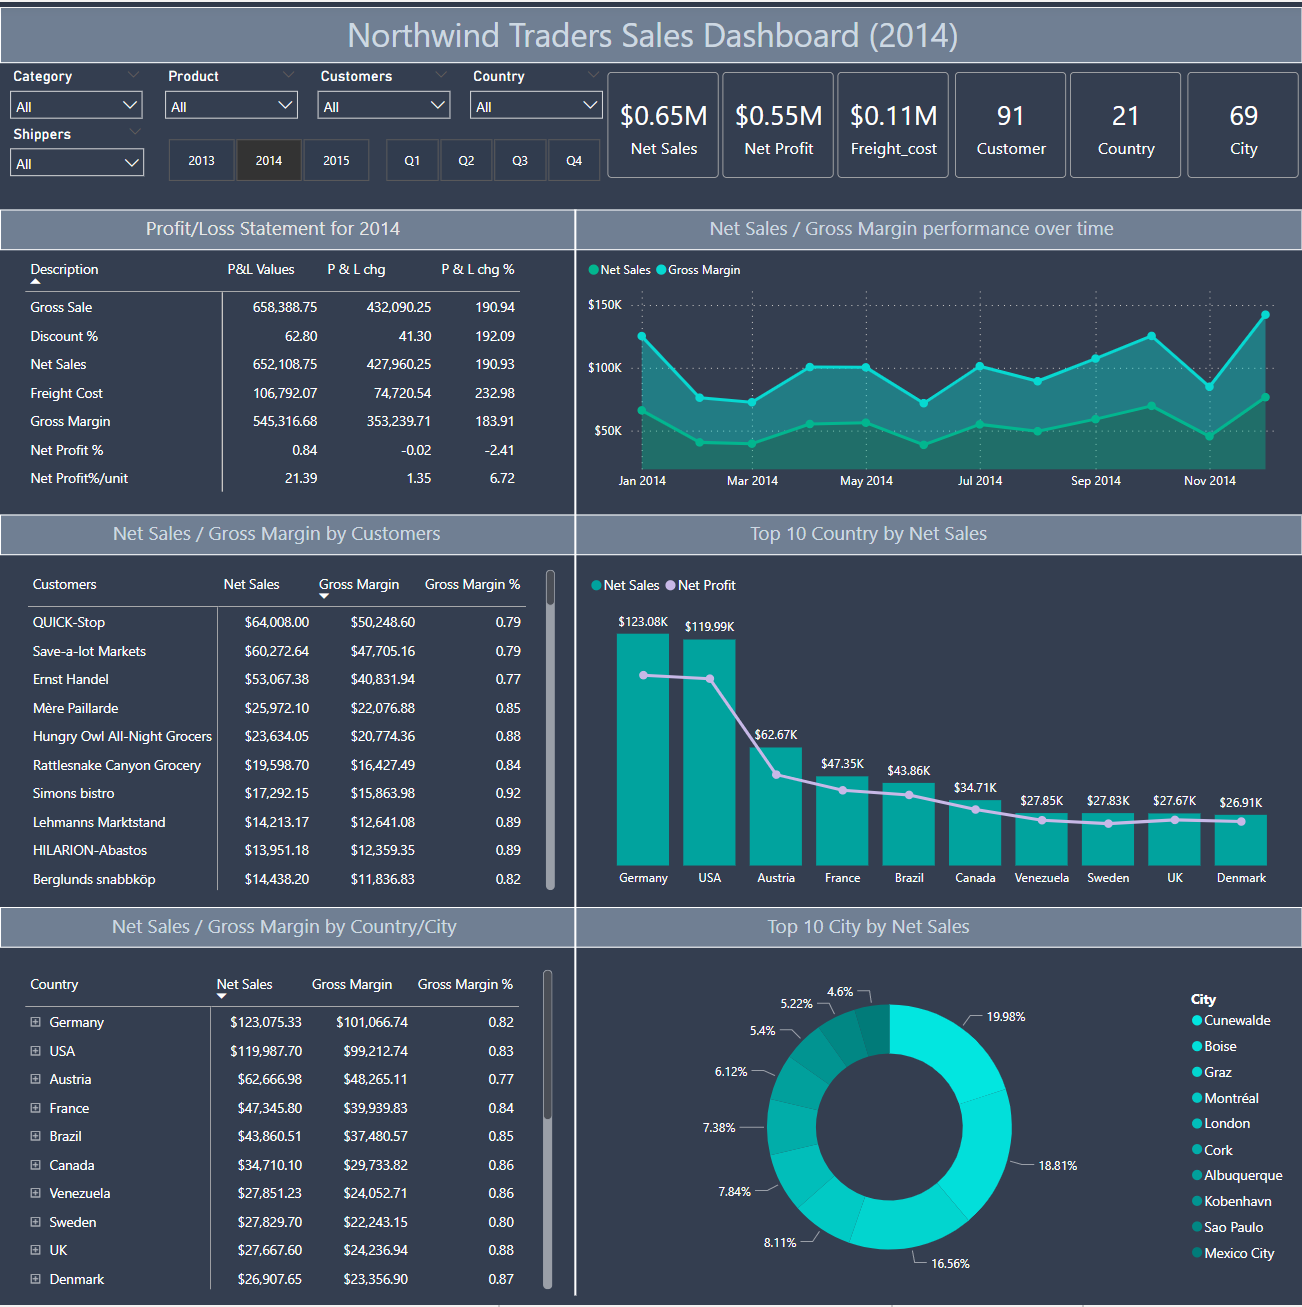 Northwind Traders Sales Dashboard (2014)
Category Product Customers Country
All All All All
Shippers
All
2013 2014 2015 Q1 Q2 Q3 Q4
$0.65M
Net Sales
$0.55M
Net Profit
$0.11M
Freight_cost
91
Customer
21
Country
69
City
Profit/Loss Statement for 2014
Description P&L Values P & L chg P & L chg %
Gross Sale 658,388.75 432,090.25 190.94
Discount % 62.80 41.30 192.09
Net Sales 652,108.75 427,960.25 190.93
Freight Cost 106,792.07 74,720.54 232.98
Gross Margin 545,316.68 353,239.71 183.91
Net Profit % 0.84 -0.02 -2.41
Net Profit%/unit 21.39 1.35 6.72
Net Sales / Gross Margin performance over time
Net Sales Gross Margin
$150K
$100K
$50K
Jan 2014 Mar 2014 May 2014 Jul 2014 Sep 2014 Nov 2014
Net Sales / Gross Margin by Customers
Customers Net Sales Gross Margin Gross Margin %
QUICK-Stop $64,008.00 $50,248.60 0.79
Save-a-lot Markets $60,272.64 $47,705.16 0.79
Ernst Handel $53,067.38 $40,831.94 0.77
Mère Paillarde $25,972.10 $22,076.88 0.85
Hungry Owl All-Night Grocers $23,634.05 $20,774.36 0.88
Rattlesnake Canyon Grocery $19,598.70 $16,427.49 0.84
Simons bistro $17,292.15 $15,863.98 0.92
Lehmanns Marktstand $14,213.17 $12,641.08 0.89
HILARION-Abastos $13,951.18 $12,359.35 0.89
Berglunds snabbköp $14,438.20 $11,836.83 0.82
Top 10 Country by Net Sales
Net Sales Net Profit
$123.08K $119.99K $62.67K $47.35K $43.86K $34.71K $27.85K $27.83K $27.67K $26.91K
Germany USA Austria France Brazil Canada Venezuela Sweden UK Denmark
Net Sales / Gross Margin by Country/City
Country Net Sales Gross Margin Gross Margin %
Germany $123,075.33 $101,066.74 0.82
USA $119,987.70 $99,212.74 0.83
Austria $62,666.98 $48,265.11 0.77
France $47,345.80 $39,939.83 0.84
Brazil $43,860.51 $37,480.57 0.85
Canada $34,710.10 $29,733.82 0.86
Venezuela $27,851.23 $24,052.71 0.86
Sweden $27,829.70 $22,243.15 0.80
UK $27,667.60 $24,236.94 0.88
Denmark $26,907.65 $23,356.90 0.87
Top 10 City by Net Sales
19.98%
18.81%
16.56%
8.11%
7.84%
7.38%
6.12%
5.4%
5.22%
4.6%
City
Cunewalde
Boise
Graz
Montréal
London
Cork
Albuquerque
Kobenhavn
Sao Paulo
Mexico City